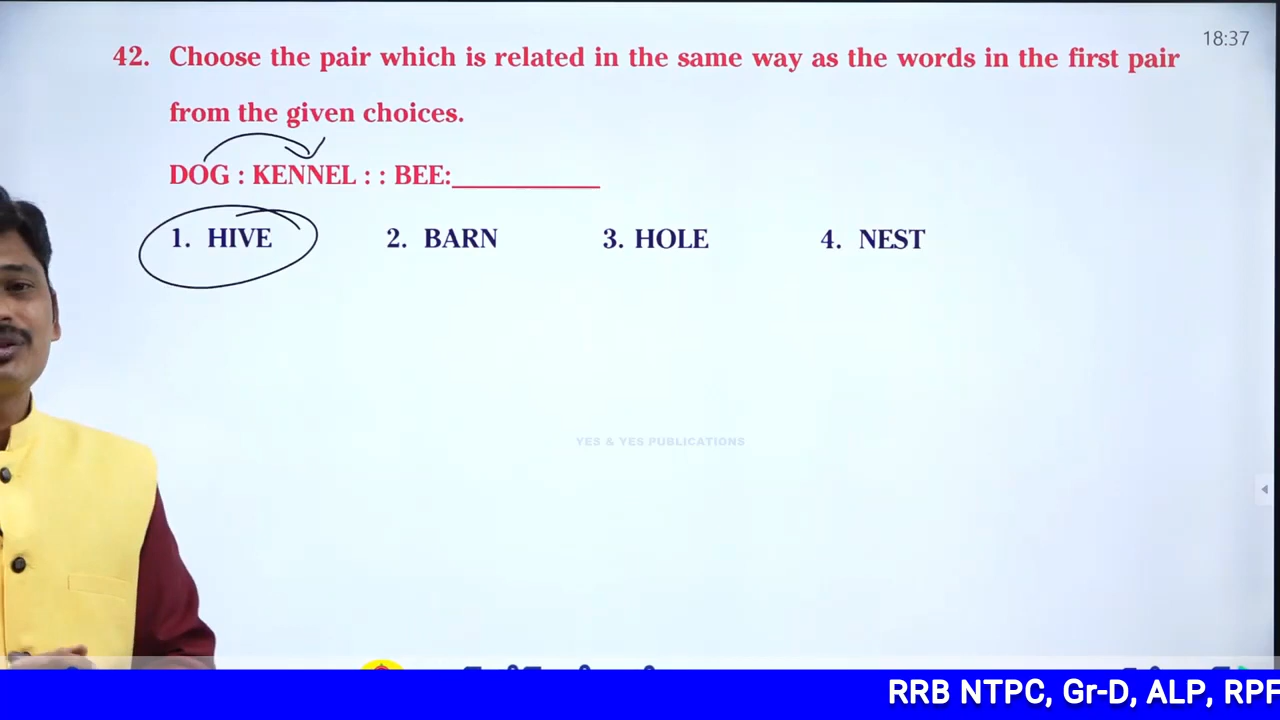 18:37
42. Choose the pair which is related in the same way as the words in the first pair
from the given choices.
DOG : KENNEL : : BEE:__________
1. HIVE 2. BARN 3. HOLE 4. NEST
YES & YES PUBLICATIONS
RRB NTPC, Gr-D, ALP, RPF